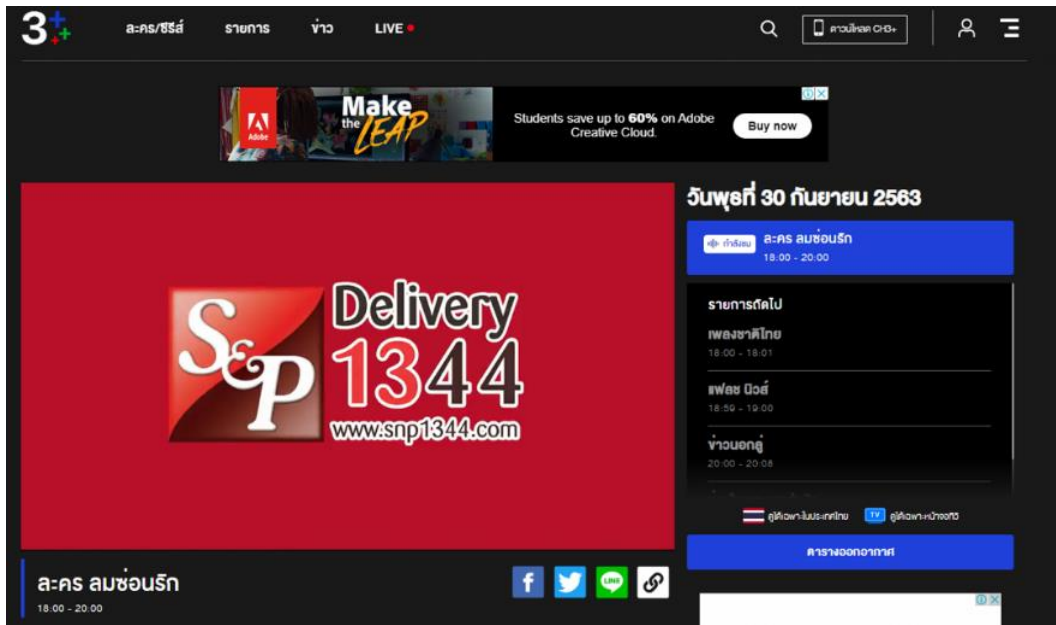 3
ละคร/ซีรีส์ รายการ ข่าว LIVE
ดาวน์โหลด CH3+
Adobe
Make
the LEAP
Students save up to 60% on Adobe
Creative Cloud.
Buy now
วันพุธที่ 30 กันยายน 2563
กำลังชม
ละคร ลมซ่อนรัก
18:00 - 20:00
รายการถัดไป
เพลงชาติไทย
18:00 - 18:01
แฟลช นิวส์
18:59 - 19:00
ข่าวนอกลู่
20:00 - 20:08
ดูได้เฉพาะในประเทศไทย
TV ดูได้เฉพาะหน้าจอทีวี
ตารางออกอากาศ
S&P
Delivery
1344
www.snp1344.com
ละคร ลมซ่อนรัก
18:00 - 20:00
LINE